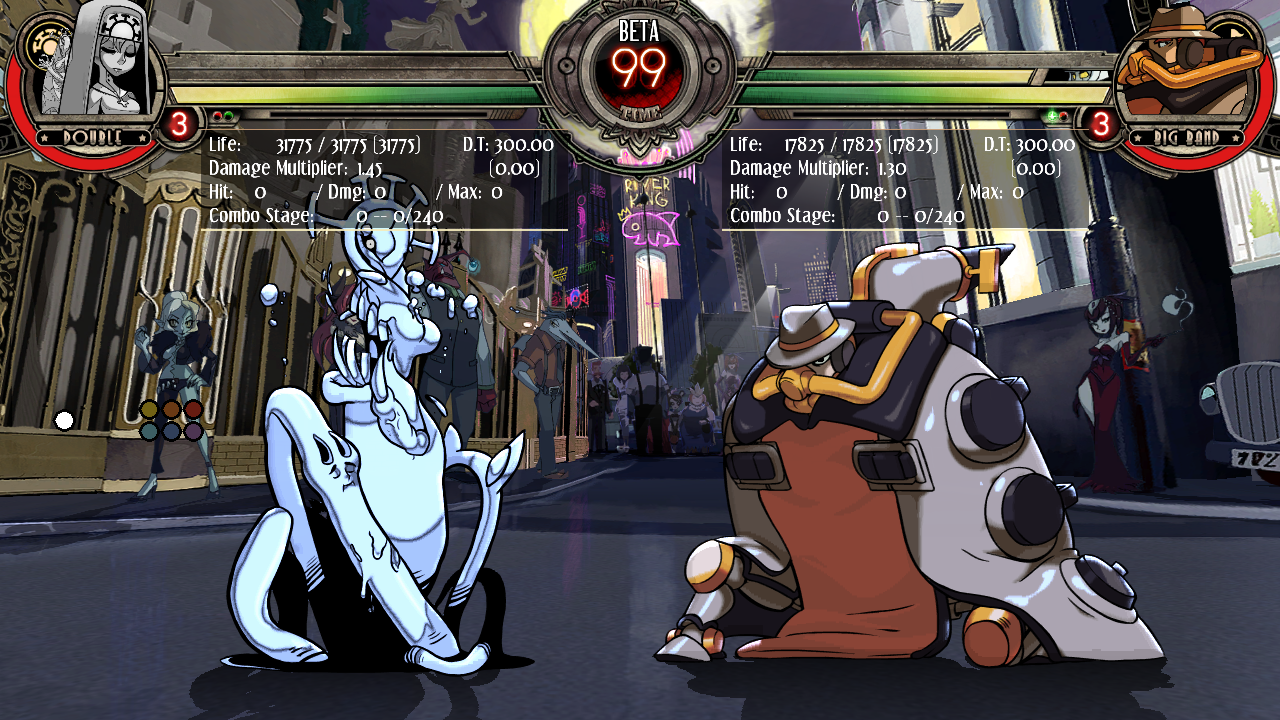 BETA
99
TIME
DOUBLE
3
3
BIG BAND
Life: 31775 / 31775 [31775] D.T: 300.00
Damage Multiplier: 1.45 [0.00]
Hit: 0 / Dmg: 0 / Max: 0
Combo Stage: 0 -- 0/240
Life: 17825 / 17825 [17825] D.T: 300.00
Damage Multiplier: 1.30 [0.00]
Hit: 0 / Dmg: 0 / Max: 0
Combo Stage: 0 -- 0/240
RIVER
KING